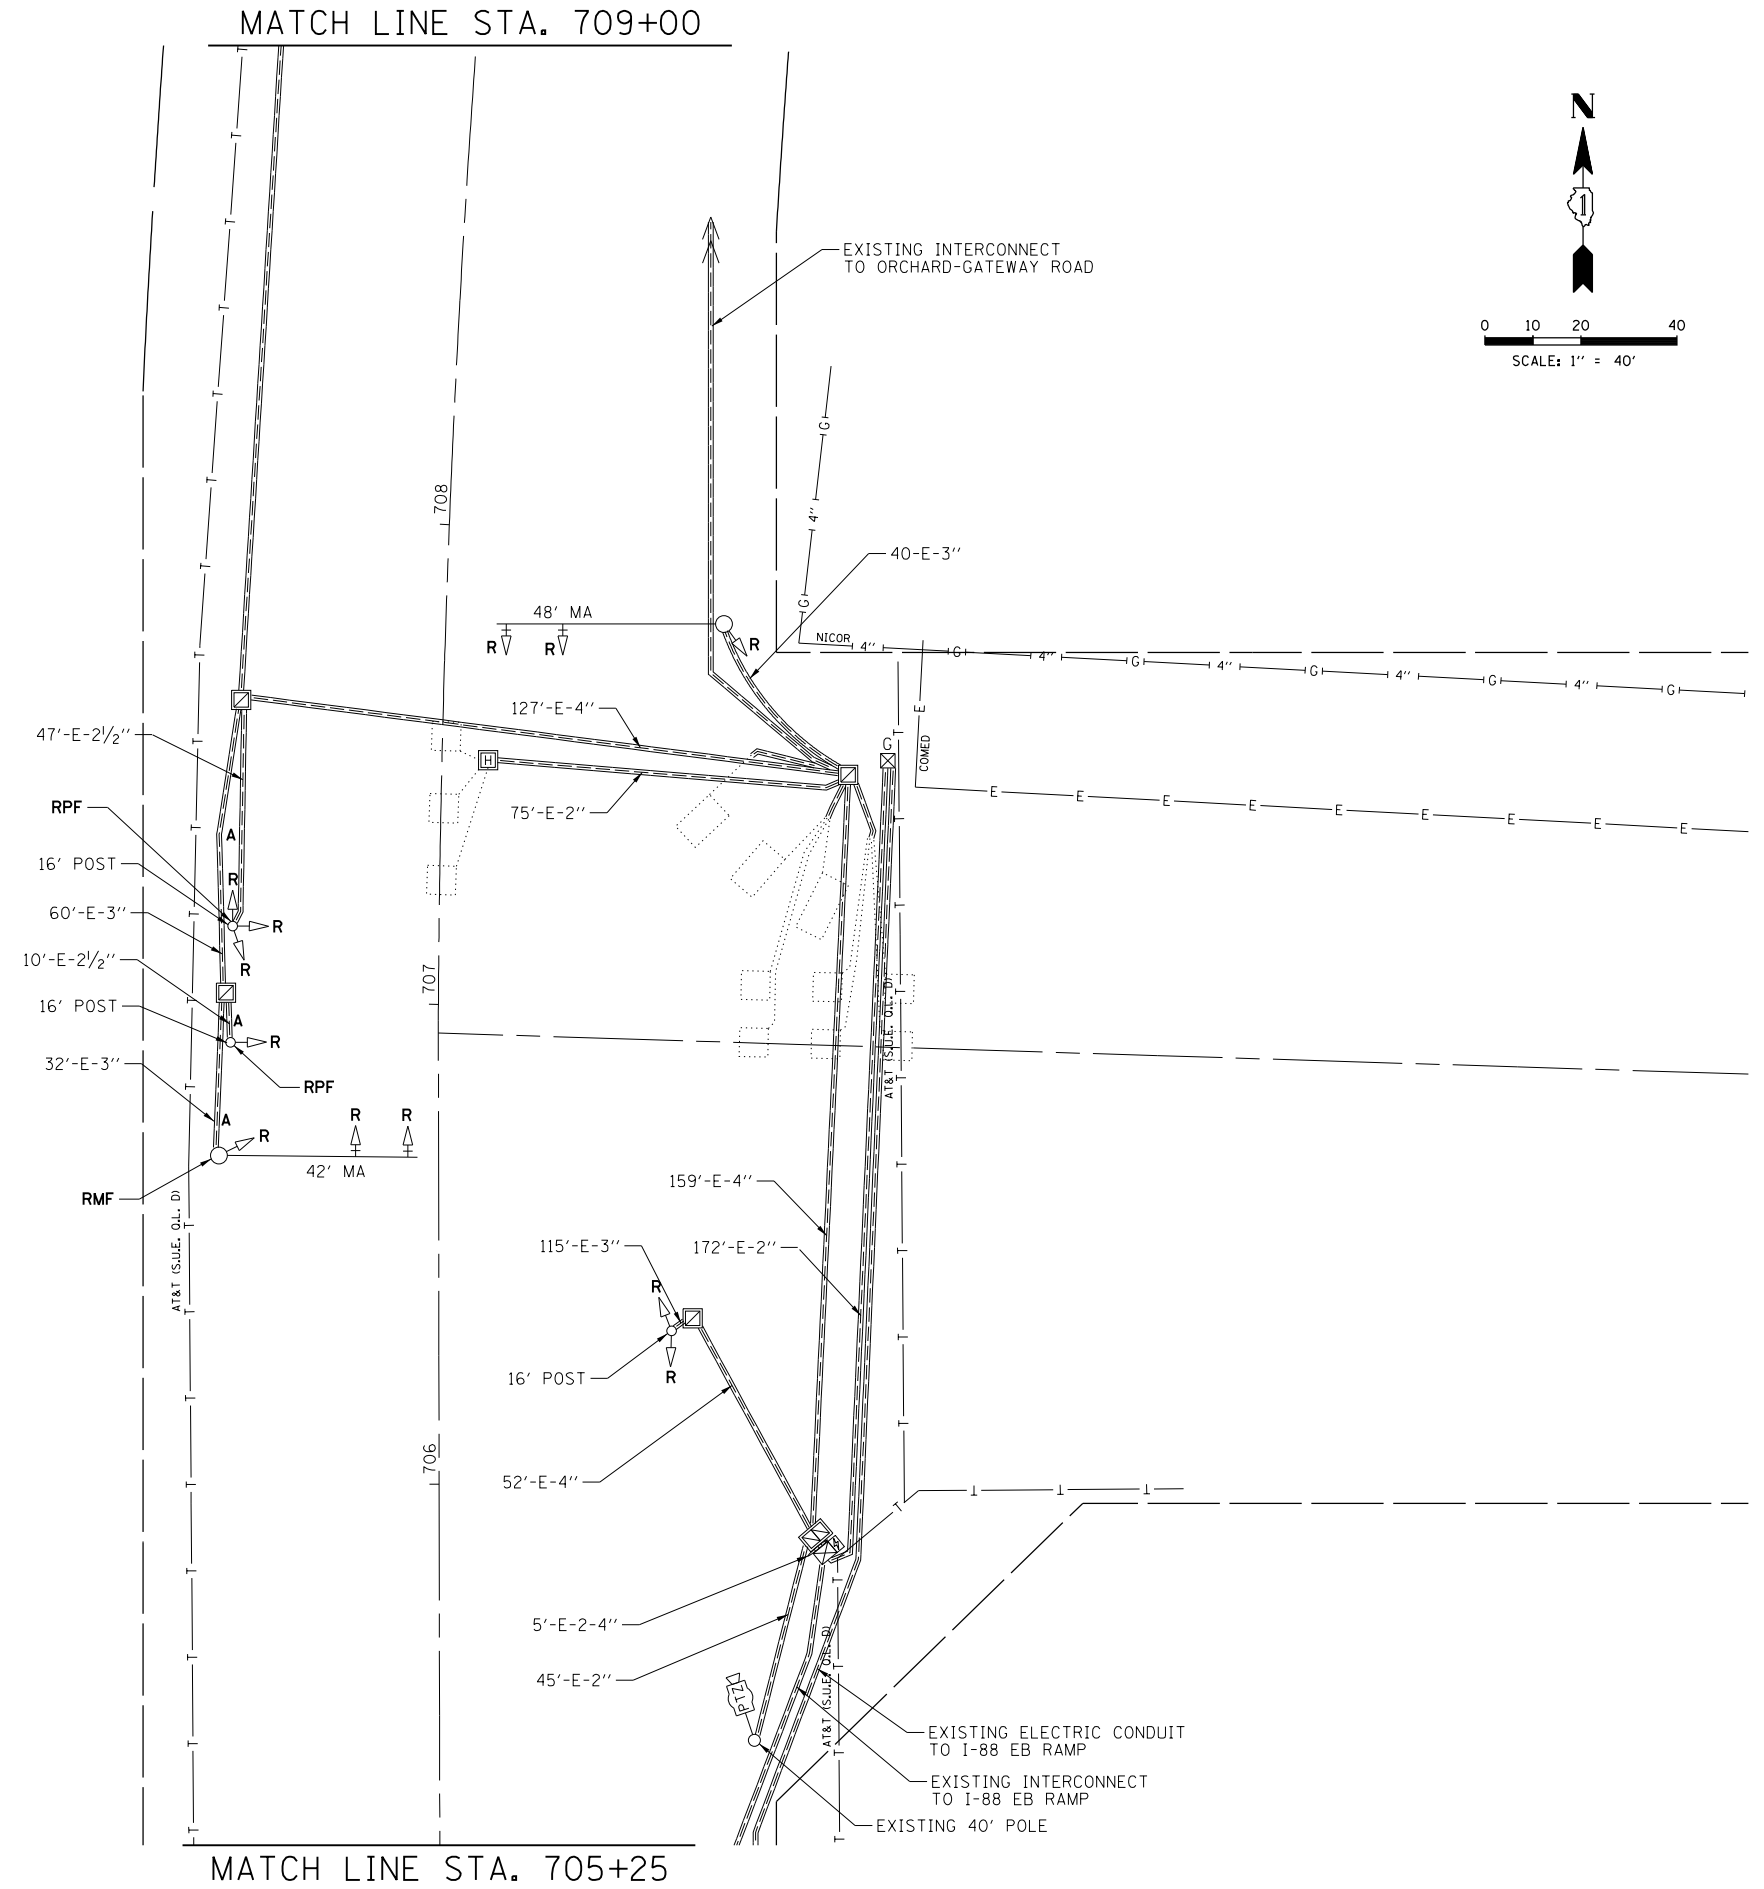 MATCH LINE STA. 709+00
N
1
0 10 20 40
SCALE: 1'' = 40'
EXISTING INTERCONNECT
TO ORCHARD-GATEWAY ROAD
708
40-E-3''
48' MA
R R R
NICOR
4'' G 4'' G 4'' G 4'' G 4'' G
G
4''
G
T
E
COMED
E E E E E E E E E
127'-E-4''
47'-E-2½''
H
G
75'-E-2''
RPF
A
16' POST
R
60'-E-3''
R
R
10'-E-2½''
707
16' POST
A
R
32'-E-3''
RPF
AT&T (S.U.E. Q.L. D)
A
R
R R
42' MA
RMF
AT&T (S.U.E. Q.L. D)
159'-E-4''
115'-E-3''
172'-E-2''
R
16' POST
R
706
52'-E-4''
5'-E-2-4''
45'-E-2''
PTZ
AT&T (S.U.E. Q.L. D)
EXISTING ELECTRIC CONDUIT
TO I-88 EB RAMP
EXISTING INTERCONNECT
TO I-88 EB RAMP
EXISTING 40' POLE
MATCH LINE STA. 705+25